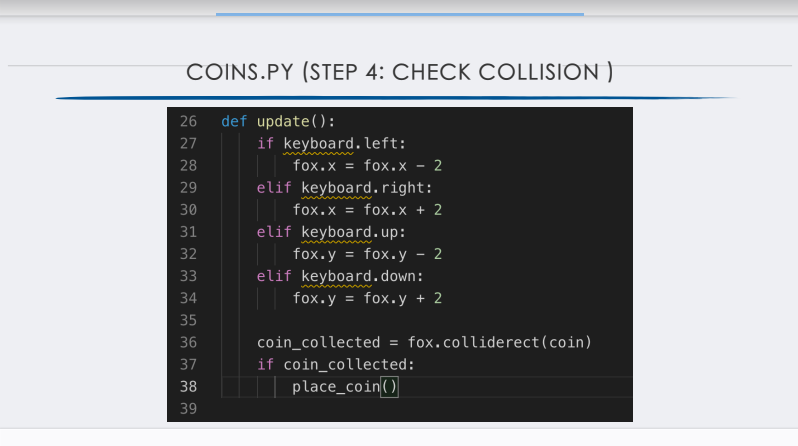 COINS.PY (STEP 4: CHECK COLLISION )
26 def update():
27     if keyboard.left:
28         fox.x = fox.x - 2
29     elif keyboard.right:
30         fox.x = fox.x + 2
31     elif keyboard.up:
32         fox.y = fox.y - 2
33     elif keyboard.down:
34         fox.y = fox.y + 2
35
36     coin_collected = fox.colliderect(coin)
37     if coin_collected:
38         place_coin()
39